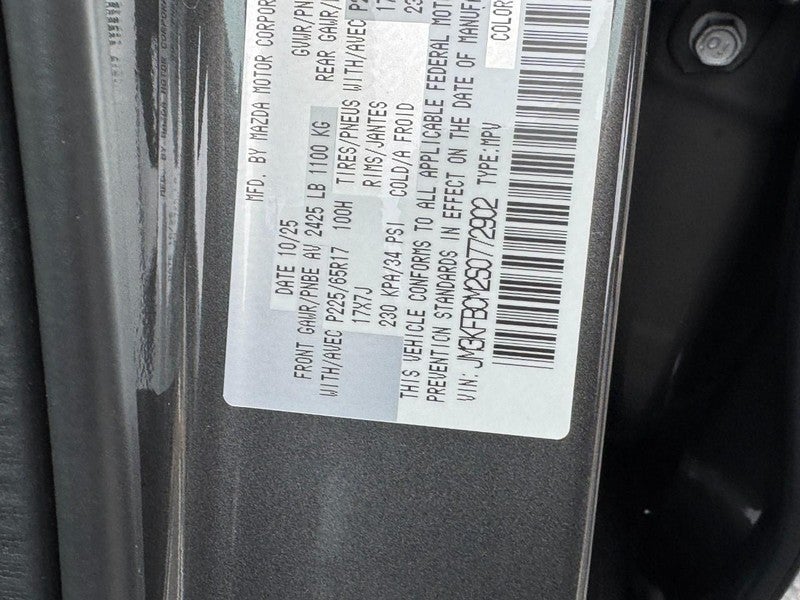 MFD. BY MAZDA MOTOR CORPOR
DATE 10/25 GVWR/PN
FRONT GAWR/PNBE AV 2425 LB 1100 KG REAR GAWR/
WITH/AVEC P225/65R17 100H TIRES/PNEUS WITH/AVEC
17X7J RIMS/JANTES 17
230 KPA/34 PSI COLD/A FROID 23
THIS VEHICLE CONFORMS TO ALL APPLICABLE FEDERAL MOT
PREVENTION STANDARDS IN EFFECT ON THE DATE OF MANUF
VIN: JM3KFBCM2S0772902 TYPE:MPV COLOR